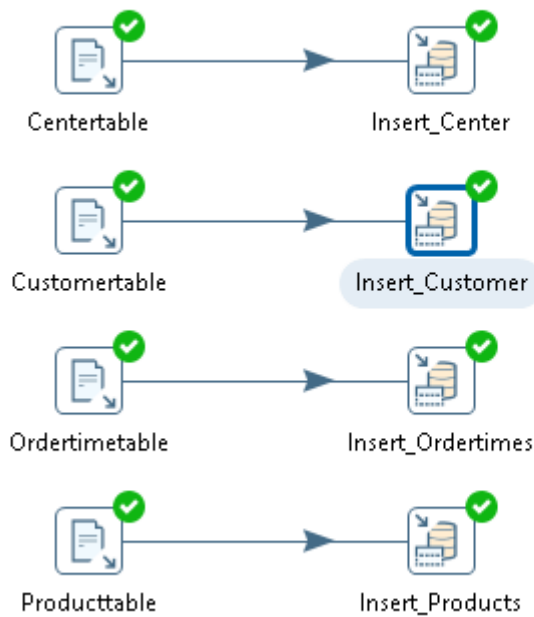 Centertable
Insert_Center
Customertable
Insert_Customer
Ordertimetable
Insert_Ordertimes
Producttable
Insert_Products